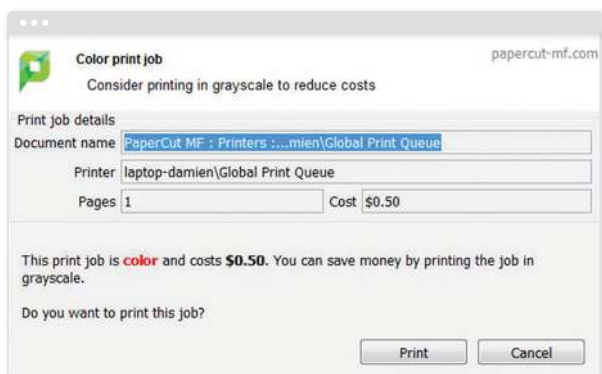 Color print job
papercut-mf.com
Consider printing in grayscale to reduce costs
Print job details
Document name PaperCut MF : Printers :...mien\Global Print Queue
Printer laptop-damien\Global Print Queue
Pages 1 Cost $0.50
This print job is color and costs $0.50. You can save money by printing the job in
grayscale.
Do you want to print this job?
Print Cancel